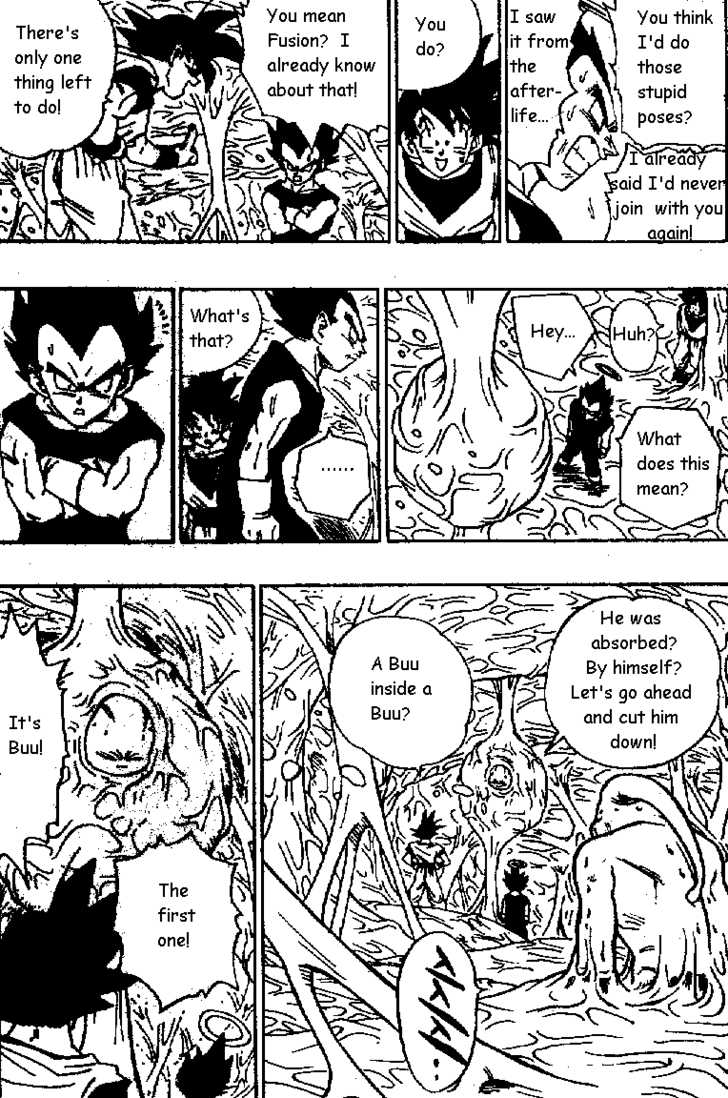 There's
only one
thing left
to do!
You mean
Fusion? I
already know
about that!
You
do?
I saw
it from
the
after-
life...
You think
I'd do
those
stupid
poses?
I already
said I'd never
join with you
again!
What's
that?
......
Hey...
Huh?
What
does this
mean?
It's
Buu!
The
first
one!
A Buu
inside a
Buu?
He was
absorbed?
By himself?
Let's go ahead
and cut him
down!